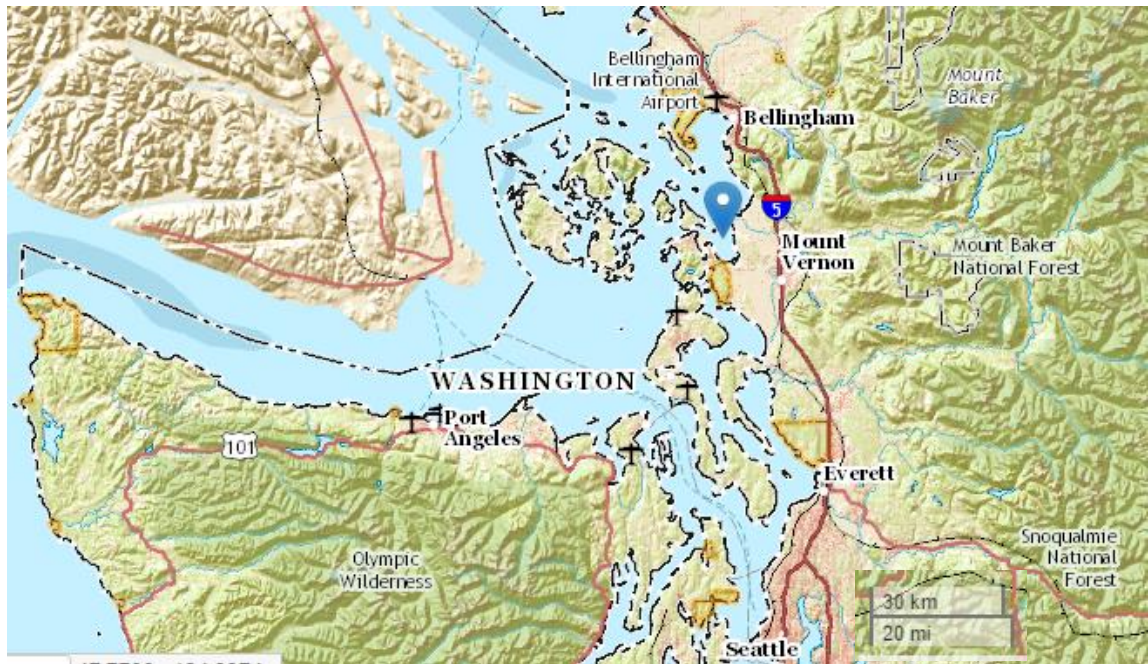 Bellingham
International
Airport
Bellingham
Mount
Baker
5
Mount
Vernon
Mount Baker
National Forest
WASHINGTON
Port
Angeles
101
Everett
Olympic
Wilderness
Snoqualmie
National
Forest
30 km
20 mi
Seattle